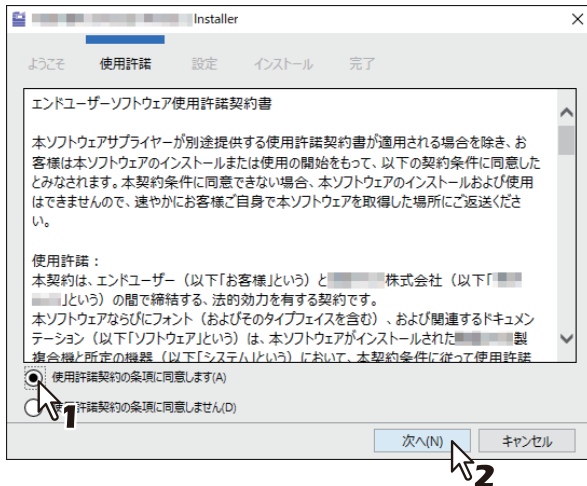 Installer
ようこそ 使用許諾 設定 インストール 完了
エンドユーザーソフトウェア使用許諾契約書
本ソフトウェアサプライヤーが別途提供する使用許諾契約書が適用される場合を除き、お
客様は本ソフトウェアのインストールまたは使用の開始をもって、以下の契約条件に同意した
とみなされます。本契約条件に同意できない場合、本ソフトウェアのインストールおよび使用
はできませんので、速やかにお客様ご自身で本ソフトウェアを取得した場所にご返送くださ
い。
使用許諾：
本契約は、エンドユーザー（以下「お客様」という）と 株式会社（以下「
」という）の間で締結する、法的効力を有する契約です。
本ソフトウェアならびにフォント（およびそのタイプフェイスを含む）、および関連するドキュメン
テーション（以下「ソフトウェア」という）は、本ソフトウェアがインストールされた 製
複合機と所定の機器（以下「システム」という）において、本契約条件に従って使用許諾
使用許諾契約の条項に同意します(A)
使用許諾契約の条項に同意しません(D)
1
次へ(N) キャンセル
2